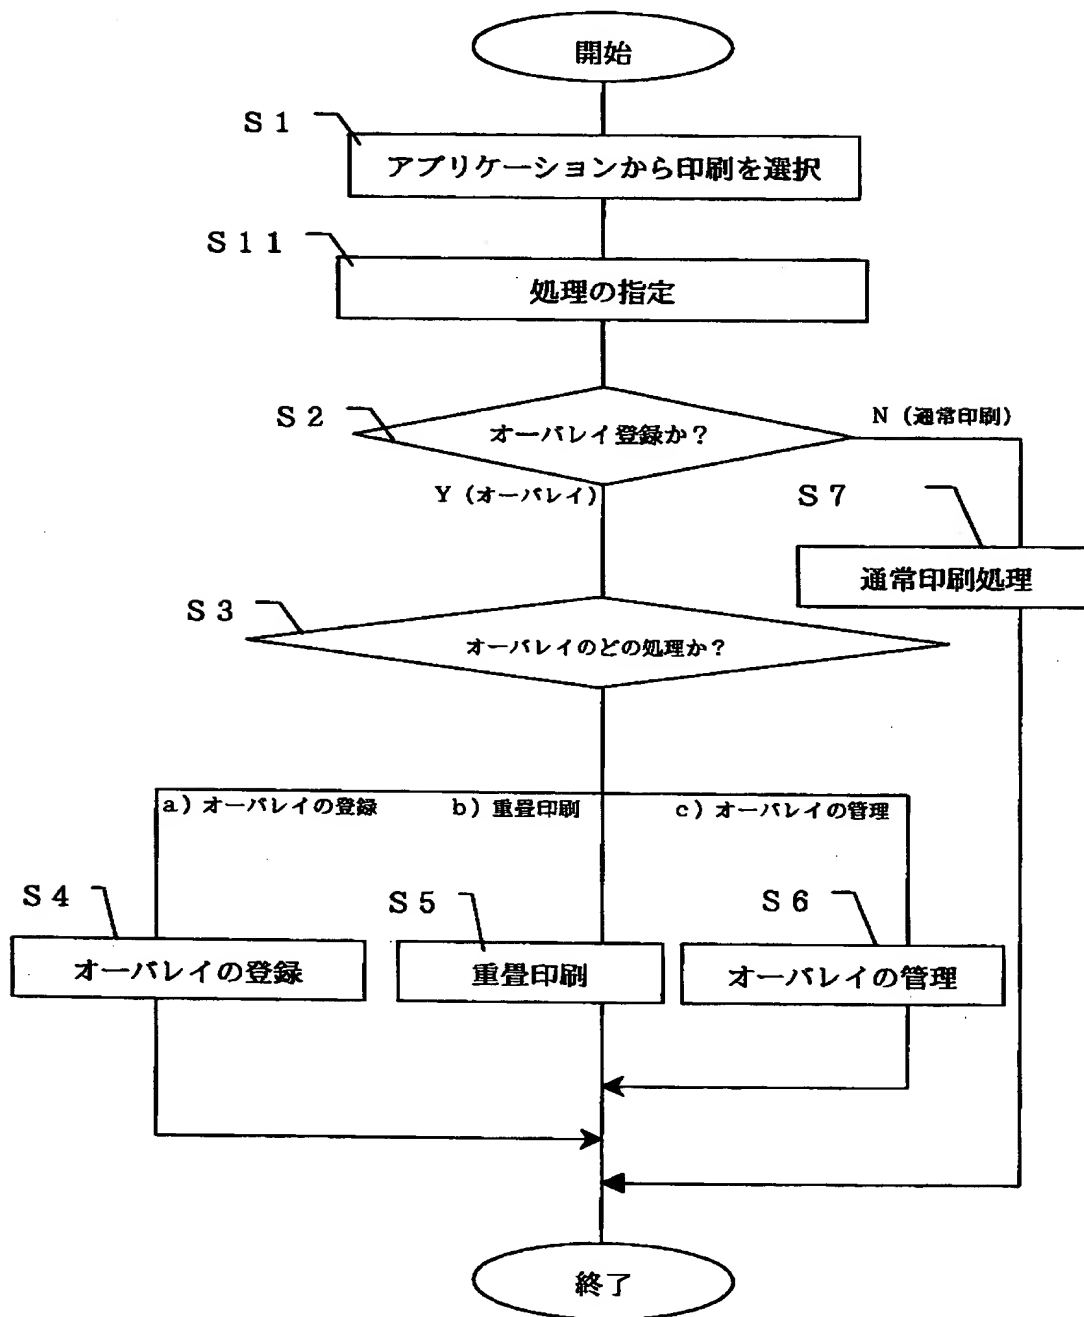 開始
S1
アプリケーションから印刷を選択
S11
処理の指定
S2
オーバレイ登録か?
N(通常印刷)
Y(オーバレイ)
S7
通常印刷処理
S3
オーバレイのどの処理か?
a)オーバレイの登録
b)重畳印刷
c)オーバレイの管理
S4
オーバレイの登録
S5
重畳印刷
S6
オーバレイの管理
終了